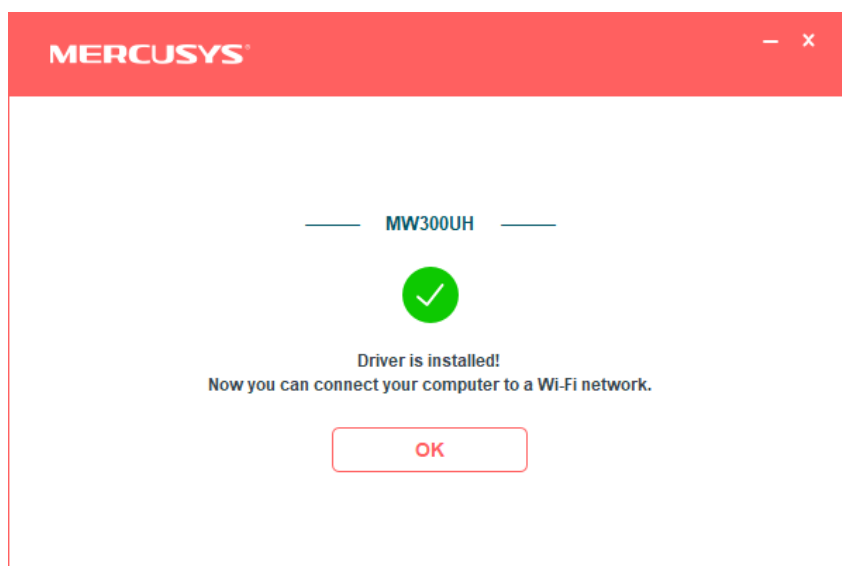 MERCUSYS®
MW300UH
Driver is installed!
Now you can connect your computer to a Wi-Fi network.
OK